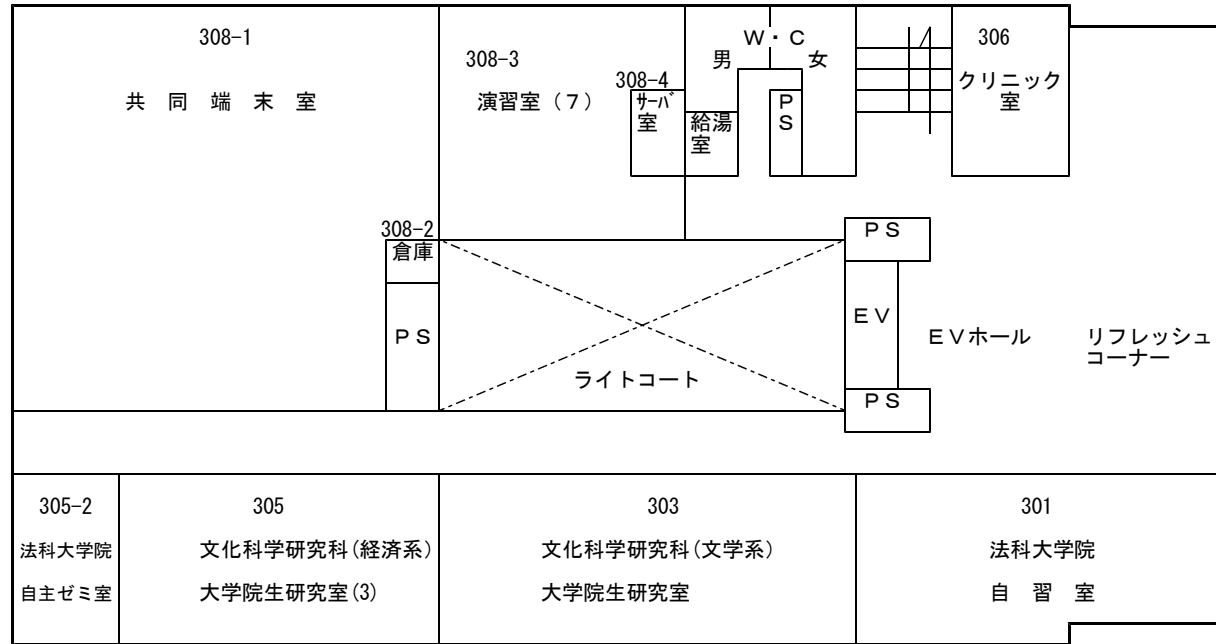 308-1
共 同 端 末 室
308-3
演習室（７）
308-4
サーバ
室
給湯
室
Ｗ・Ｃ
男
女
Ｐ
Ｓ
306
クリニック
室
308-2
倉庫
ＰＳ
ライトコート
ＰＳ
ＥＶ
ＰＳ
ＥＶホール
リフレッシュ
コーナー
305-2
法科大学院
自主ゼミ室
305
文化科学研究科(経済系)
大学院生研究室(3)
303
文化科学研究科(文学系)
大学院生研究室
301
法科大学院
自 習 室